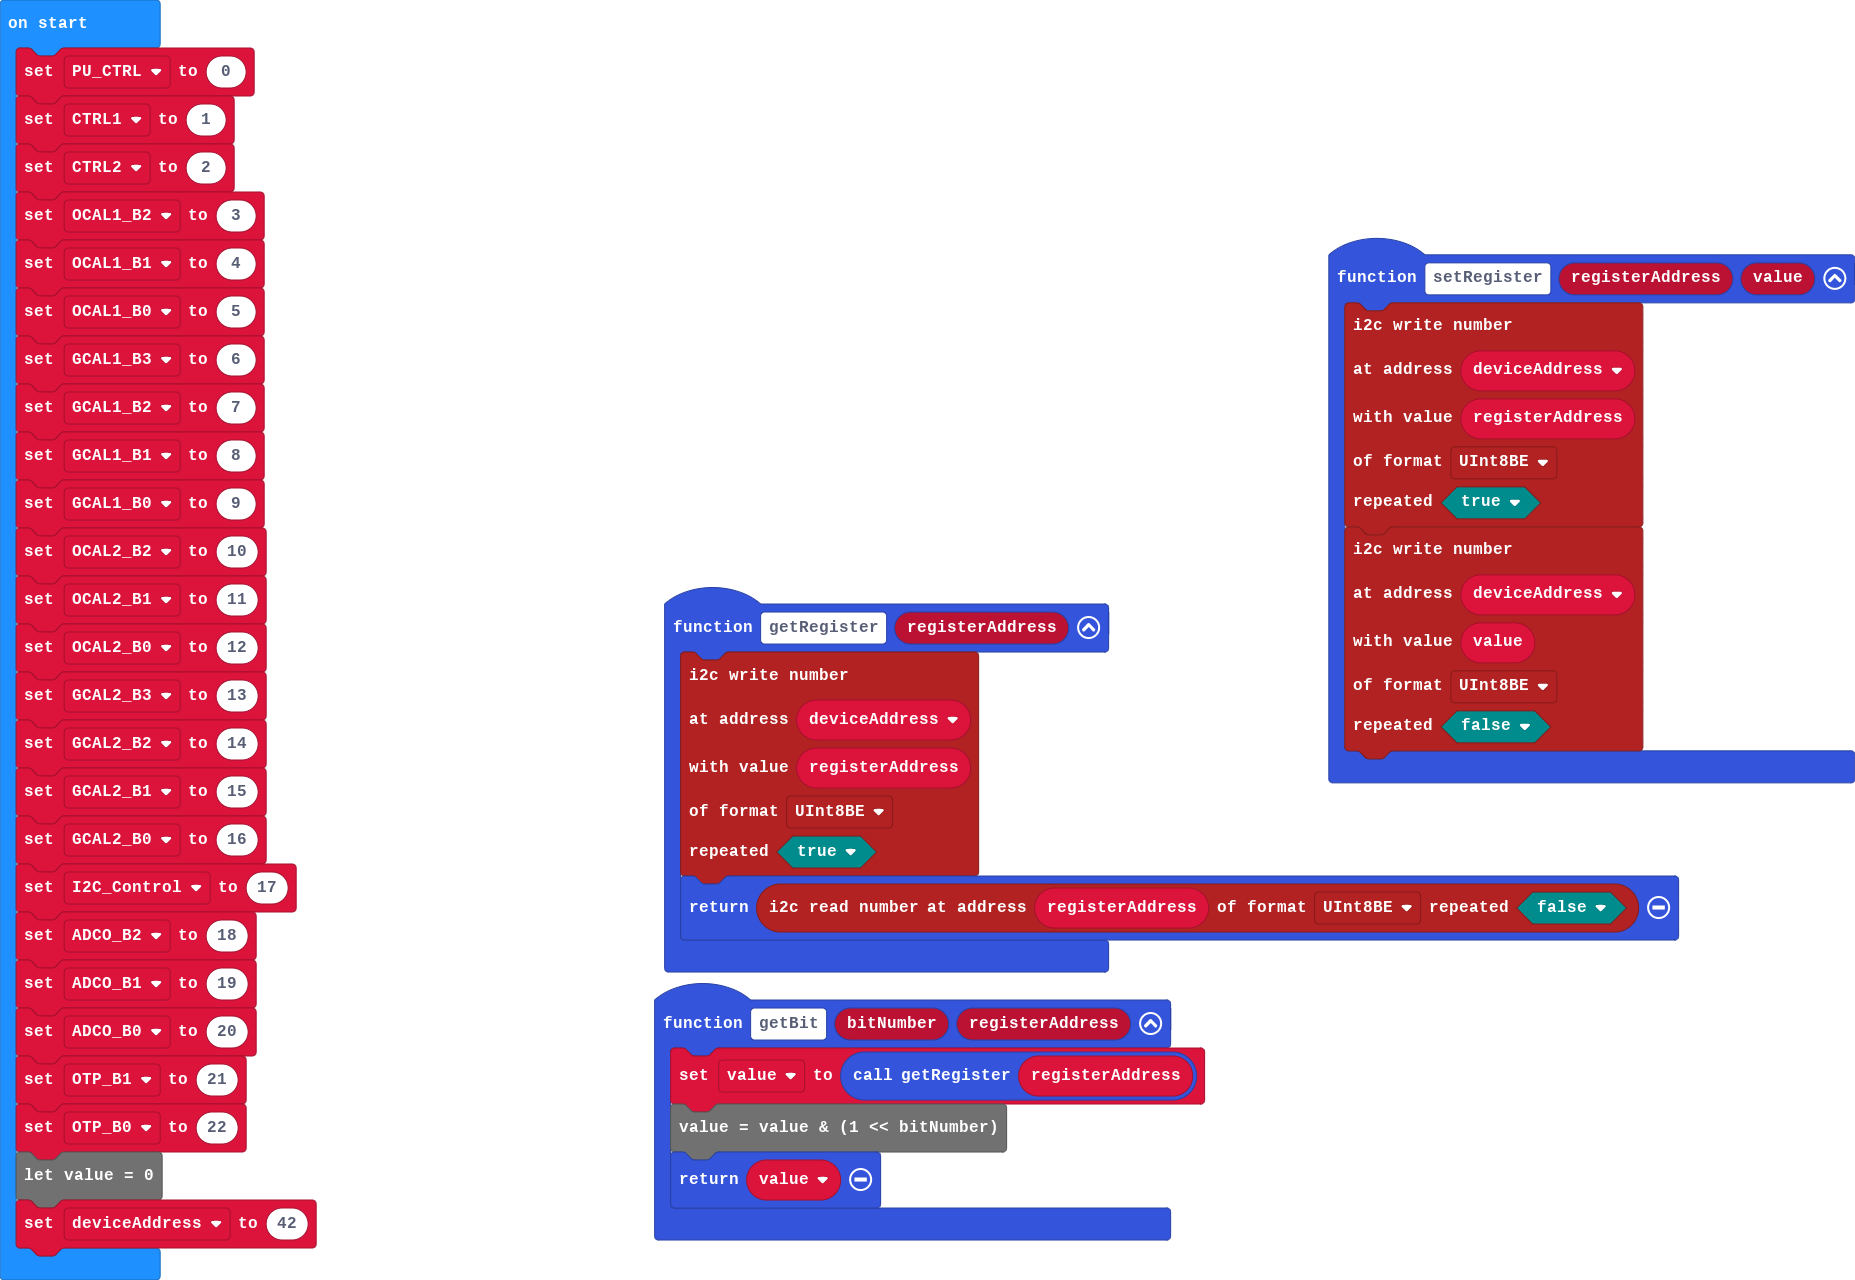 on start
set PU_CTRL to 0
set CTRL1 to 1
set CTRL2 to 2
set OCAL1_B2 to 3
set OCAL1_B1 to 4
set OCAL1_B0 to 5
set GCAL1_B3 to 6
set GCAL1_B2 to 7
set GCAL1_B1 to 8
set GCAL1_B0 to 9
set OCAL2_B2 to 10
set OCAL2_B1 to 11
set OCAL2_B0 to 12
set GCAL2_B3 to 13
set GCAL2_B2 to 14
set GCAL2_B1 to 15
set GCAL2_B0 to 16
set I2C_Control to 17
set ADCO_B2 to 18
set ADCO_B1 to 19
set ADCO_B0 to 20
set OTP_B1 to 21
set OTP_B0 to 22
let value = 0
set deviceAddress to 42
function getRegister registerAddress
i2c write number
at address deviceAddress
with value registerAddress
of format UInt8BE
repeated true
return i2c read number at address registerAddress of format UInt8BE repeated false
function getBit bitNumber registerAddress
set value to call getRegister registerAddress
value = value & (1 << bitNumber)
return value
function setRegister registerAddress value
i2c write number
at address deviceAddress
with value registerAddress
of format UInt8BE
repeated true
i2c write number
at address deviceAddress
with value value
of format UInt8BE
repeated false